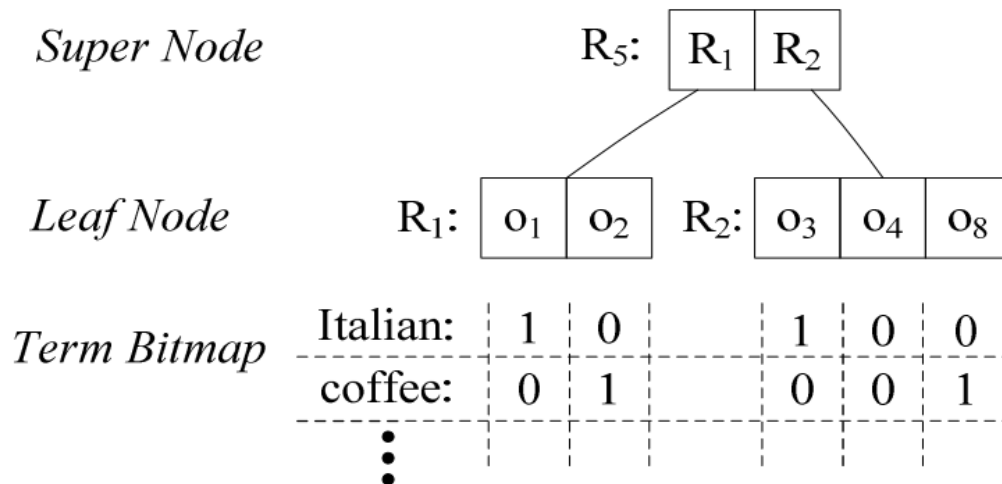 Super Node R₅: R₁ R₂
Leaf Node R₁: o₁ o₂ R₂: o₃ o₄ o₈
Term Bitmap
Italian: 1 0 1 0 0
coffee: 0 1 0 0 1